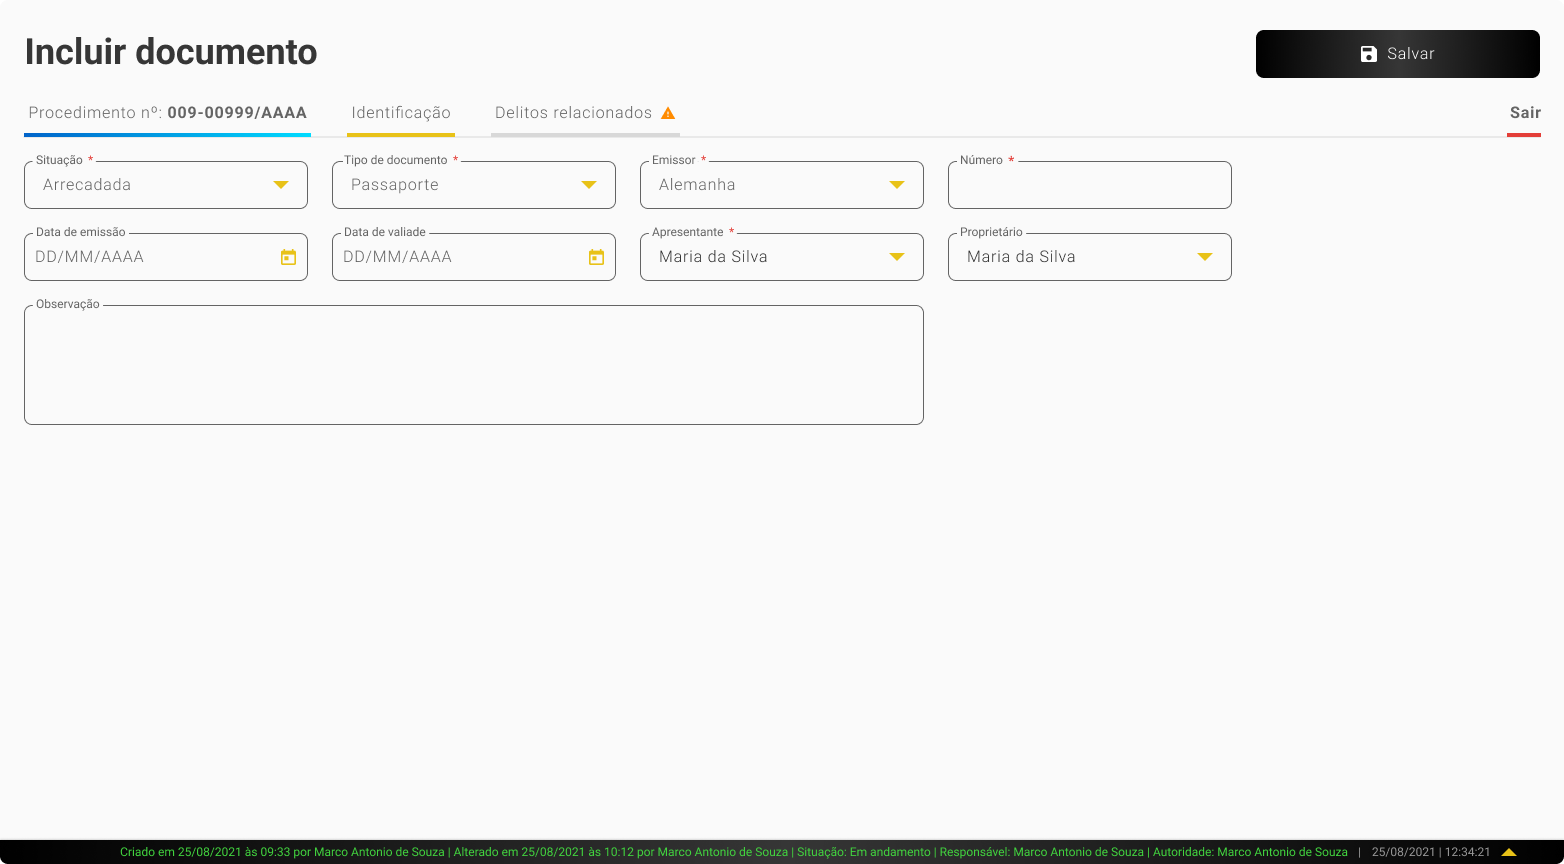 Incluir documento
Salvar
Procedimento nº: 009-00999/AAAA
Identificação
Delitos relacionados
Sair
Situação *
Tipo de documento *
Emissor *
Número *
Arrecadada
Passaporte
Alemanha
Data de emissão
Data de valiade
Apresentante *
Proprietário
DD/MM/AAAA
DD/MM/AAAA
Maria da Silva
Maria da Silva
Observação
Criado em 25/08/2021 às 09:33 por Marco Antonio de Souza | Alterado em 25/08/2021 às 10:12 por Marco Antonio de Souza | Situação: Em andamento | Responsável: Marco Antonio de Souza | Autoridade: Marco Antonio de Souza | 25/08/2021 | 12:34:21